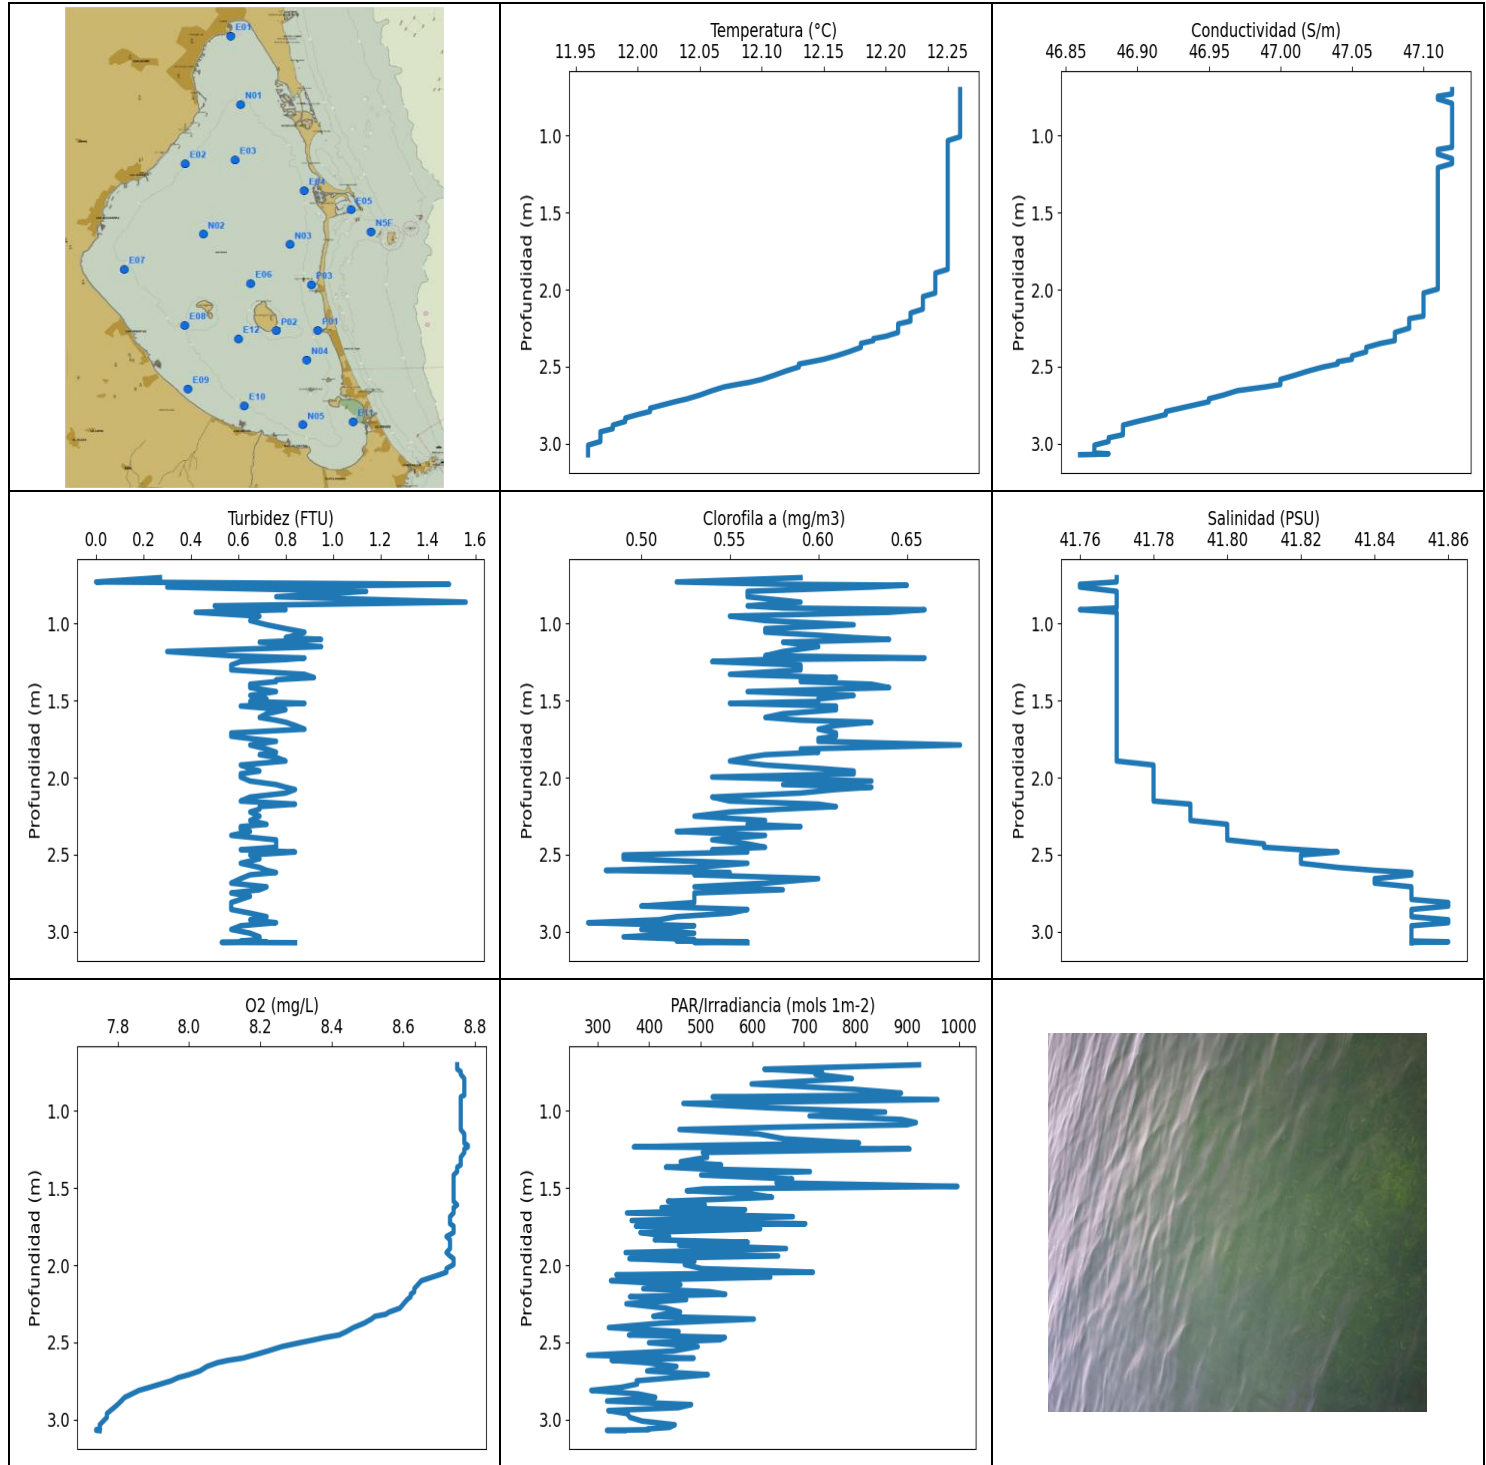 E01
N01
E02
E03
E04
E05
N5F
N02
N03
E07
E06
P03
E08
P02
P01
E12
N04
E09
E10
N05
E11
Temperatura (°C)
11.95 12.00 12.05 12.10 12.15 12.20 12.25
Profundidad (m)
1.0
1.5
2.0
2.5
3.0
Conductividad (S/m)
46.85 46.90 46.95 47.00 47.05 47.10
Profundidad (m)
1.0
1.5
2.0
2.5
3.0
Turbidez (FTU)
0.0 0.2 0.4 0.6 0.8 1.0 1.2 1.4 1.6
Profundidad (m)
1.0
1.5
2.0
2.5
3.0
Clorofila a (mg/m3)
0.50 0.55 0.60 0.65
Profundidad (m)
1.0
1.5
2.0
2.5
3.0
Salinidad (PSU)
41.76 41.78 41.80 41.82 41.84 41.86
Profundidad (m)
1.0
1.5
2.0
2.5
3.0
O2 (mg/L)
7.8 8.0 8.2 8.4 8.6 8.8
Profundidad (m)
1.0
1.5
2.0
2.5
3.0
PAR/Irradiancia (mols 1m-2)
300 400 500 600 700 800 900 1000
Profundidad (m)
1.0
1.5
2.0
2.5
3.0